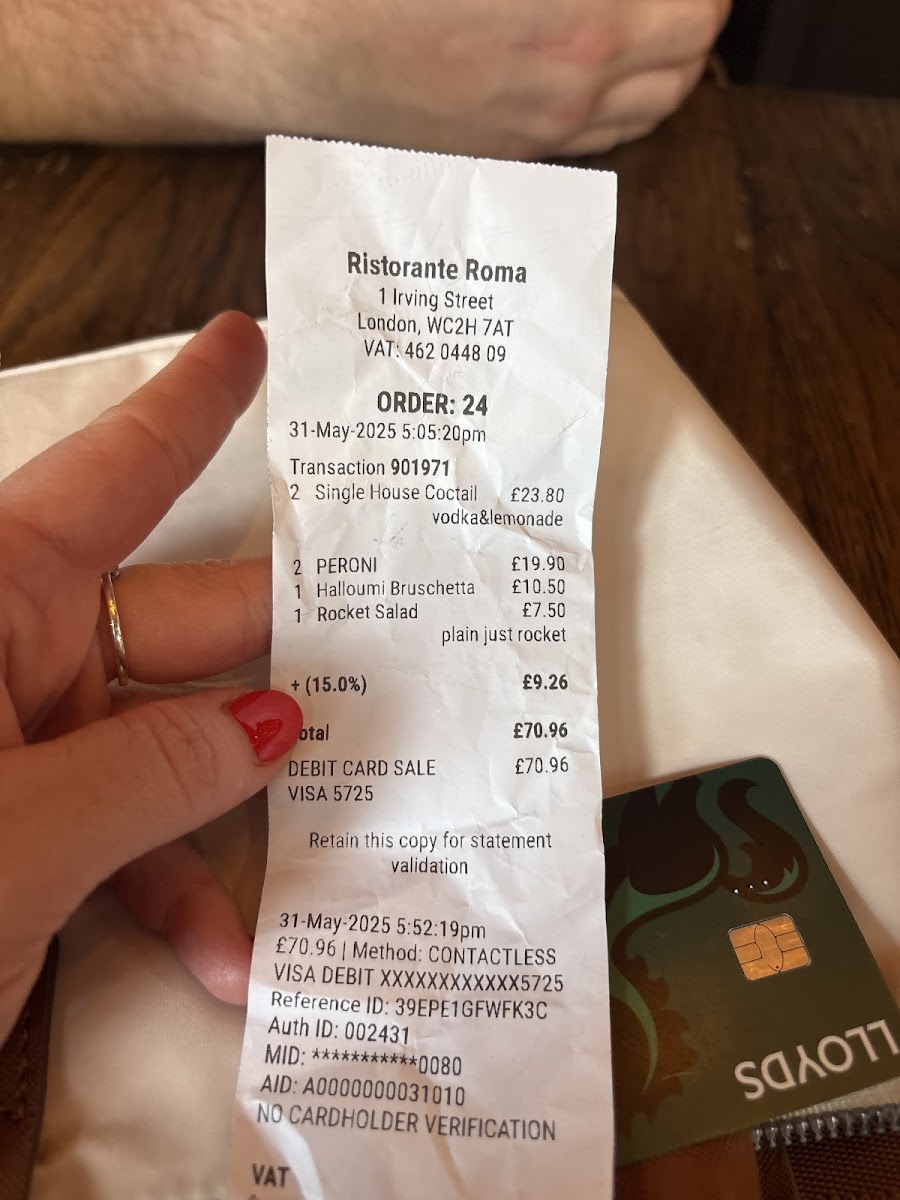 Ristorante Roma
1 Irving Street
London, WC2H 7AT
VAT: 462 0448 09
ORDER: 24
31-May-2025 5:05:20pm
Transaction 901971
2 Single House Coctail £23.80
vodka&lemonade
2 PERONI £19.90
1 Halloumi Bruschetta £10.50
1 Rocket Salad £7.50
plain just rocket
+ (15.0%) £9.26
otal £70.96
DEBIT CARD SALE £70.96
VISA 5725
Retain this copy for statement
validation
31-May-2025 5:52:19pm
£70.96 | Method: CONTACTLESS
VISA DEBIT XXXXXXXXXXXX5725
Reference ID: 39EPE1GFWFK3C
Auth ID: 002431
MID: ***********0080
AID: A0000000031010
NO CARDHOLDER VERIFICATION
VAT
LLOYDS